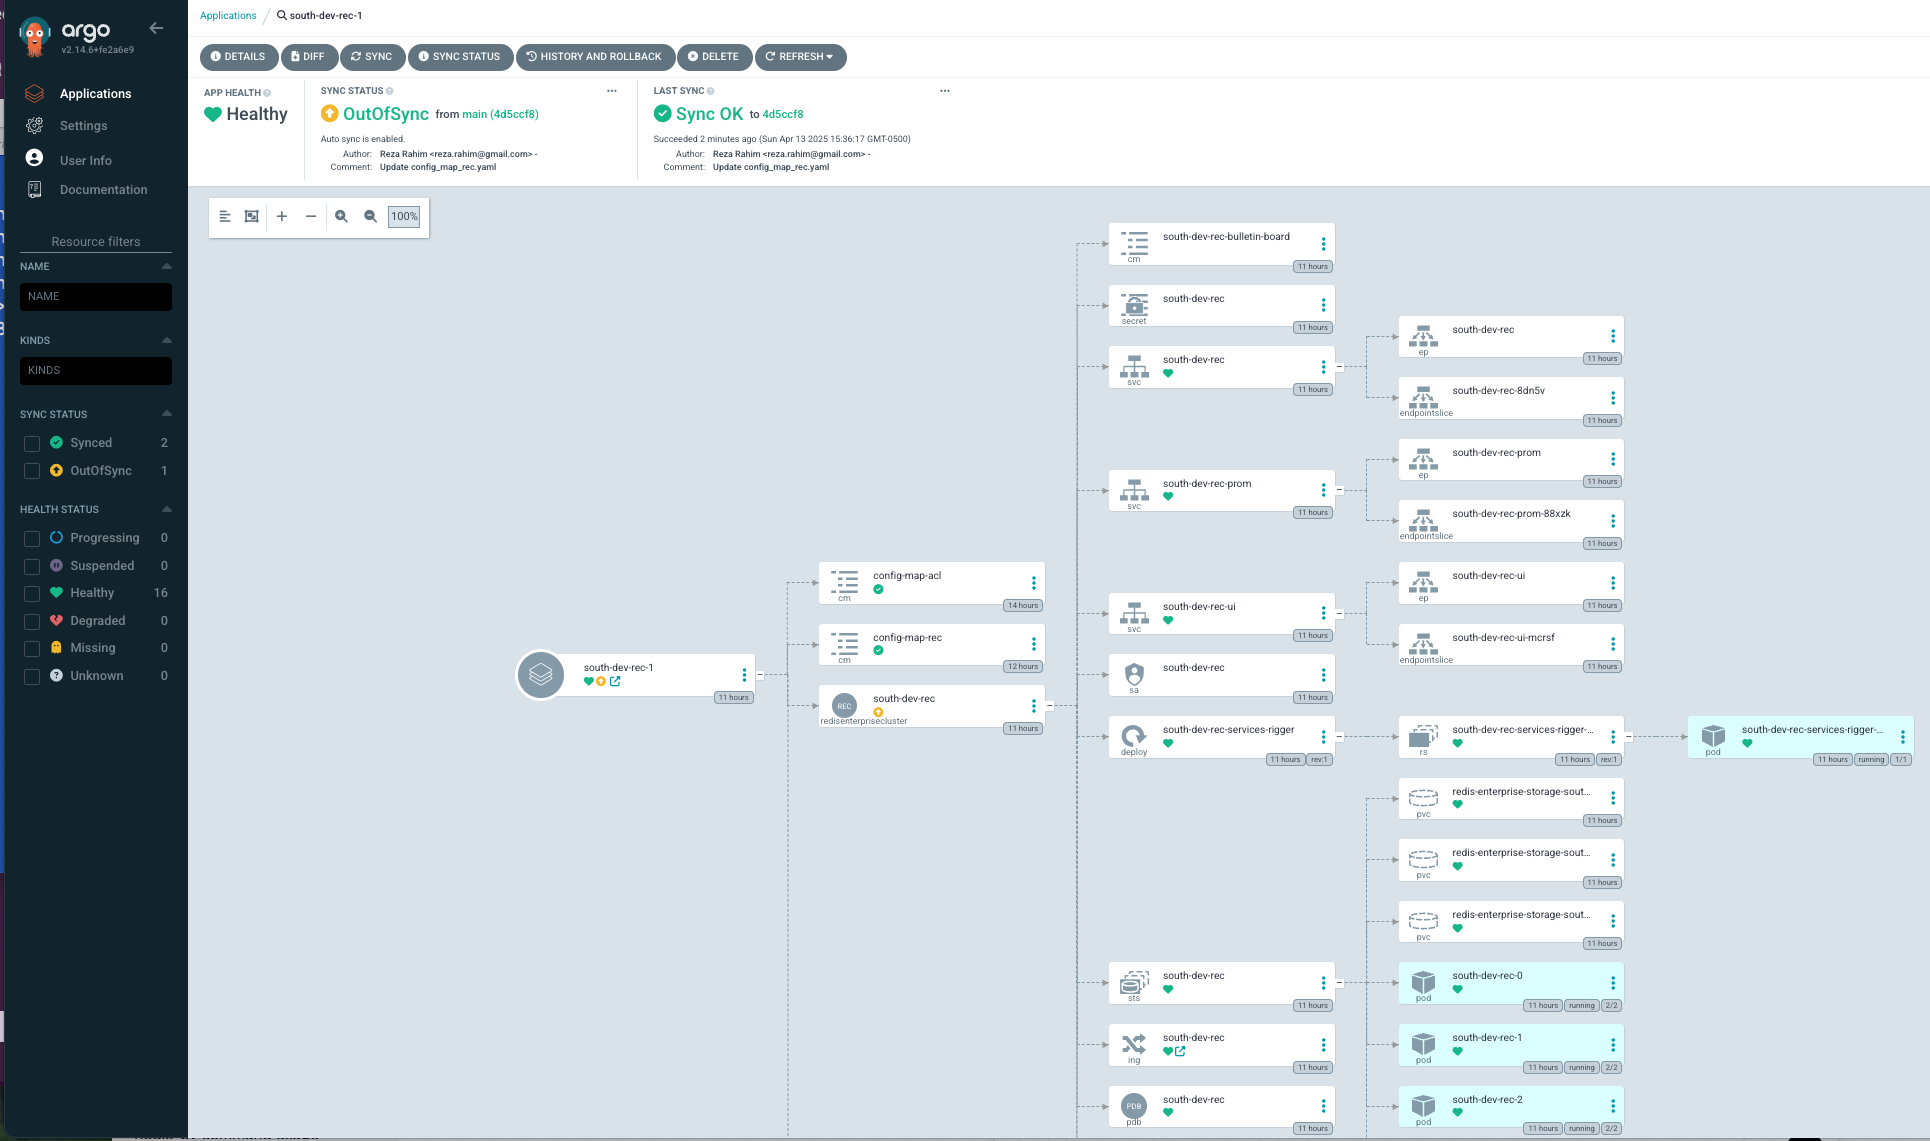 argo
v2.14.6+fe2a6e9
Applications
Settings
User Info
Documentation
Resource filters
NAME
NAME
KINDS
KINDS
SYNC STATUS
Synced 2
OutOfSync 1
HEALTH STATUS
Progressing 0
Suspended 0
Healthy 16
Degraded 0
Missing 0
Unknown 0
Applications / south-dev-rec-1
DETAILS DIFF SYNC SYNC STATUS HISTORY AND ROLLBACK DELETE REFRESH
APP HEALTH
Healthy
SYNC STATUS
OutOfSync from main (4d5ccf8)
Auto sync is enabled.
Author: Reza Rahim <reza.rahim@gmail.com> -
Comment: Update config_map_rec.yaml
LAST SYNC
Sync OK to 4d5ccf8
Succeeded 2 minutes ago (Sun Apr 13 2025 15:36:17 GMT-0500)
Author: Reza Rahim <reza.rahim@gmail.com> -
Comment: Update config_map_rec.yaml
100%
south-dev-rec-1
11 hours
config-map-acl
cm
14 hours
config-map-rec
cm
12 hours
REC
south-dev-rec
redisenterprisecluster
11 hours
south-dev-rec-bulletin-board
cm
11 hours
south-dev-rec
secret
11 hours
south-dev-rec
svc
11 hours
south-dev-rec-prom
svc
11 hours
south-dev-rec-ui
svc
11 hours
south-dev-rec
sa
11 hours
south-dev-rec-services-rigger
deploy
11 hours rev:1
south-dev-rec
sts
11 hours
south-dev-rec
ing
11 hours
PDB
south-dev-rec
pdb
11 hours
south-dev-rec
ep
11 hours
south-dev-rec-8dn5v
endpointslice
11 hours
south-dev-rec-prom
ep
11 hours
south-dev-rec-prom-88xzk
endpointslice
11 hours
south-dev-rec-ui
ep
11 hours
south-dev-rec-ui-mcrsf
endpointslice
11 hours
south-dev-rec-services-rigger-...
rs
11 hours rev:1
redis-enterprise-storage-sout...
pvc
11 hours
redis-enterprise-storage-sout...
pvc
11 hours
redis-enterprise-storage-sout...
pvc
11 hours
south-dev-rec-0
pod
11 hours running 2/2
south-dev-rec-1
pod
11 hours running 2/2
south-dev-rec-2
pod
11 hours running 2/2
south-dev-rec-services-rigger-...
pod
11 hours running 1/1